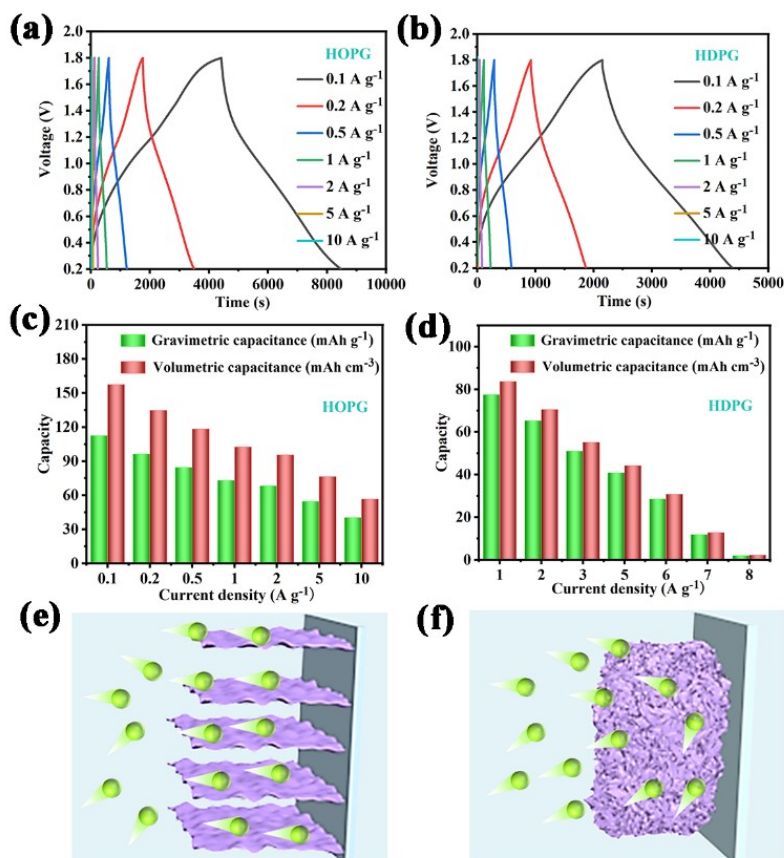 (a)
HOPG
0.1 A g⁻¹
0.2 A g⁻¹
0.5 A g⁻¹
1 A g⁻¹
2 A g⁻¹
5 A g⁻¹
10 A g⁻¹
Voltage (V)
2.0
1.8
1.6
1.4
1.2
1.0
0.8
0.6
0.4
0.2
0 2000 4000 6000 8000 10000
Time (s)
(b)
HDPG
0.1 A g⁻¹
0.2 A g⁻¹
0.5 A g⁻¹
1 A g⁻¹
2 A g⁻¹
5 A g⁻¹
10 A g⁻¹
Voltage (V)
2.0
1.8
1.6
1.4
1.2
1.0
0.8
0.6
0.4
0.2
0 1000 2000 3000 4000 5000
Time (s)
(c)
Gravimetric capacitance (mAh g⁻¹)
Volumetric capacitance (mAh cm⁻³)
HOPG
Capacity
210
180
150
120
90
60
30
0
0.1 0.2 0.5 1 2 5 10
Current density (A g⁻¹)
(d)
Gravimetric capacitance (mAh g⁻¹)
Volumetric capacitance (mAh cm⁻³)
HDPG
Capacity
100
80
60
40
20
0
1 2 3 5 6 7 8
Current density (A g⁻¹)
(e)
(f)